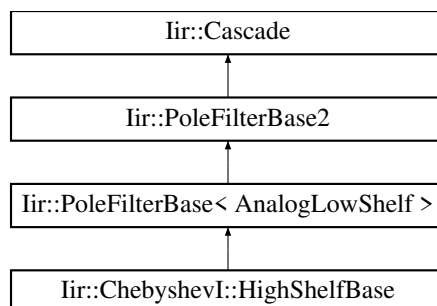 Iir::Cascade
Iir::PoleFilterBase2
Iir::PoleFilterBase< AnalogLowShelf >
Iir::ChebyshevI::HighShelfBase